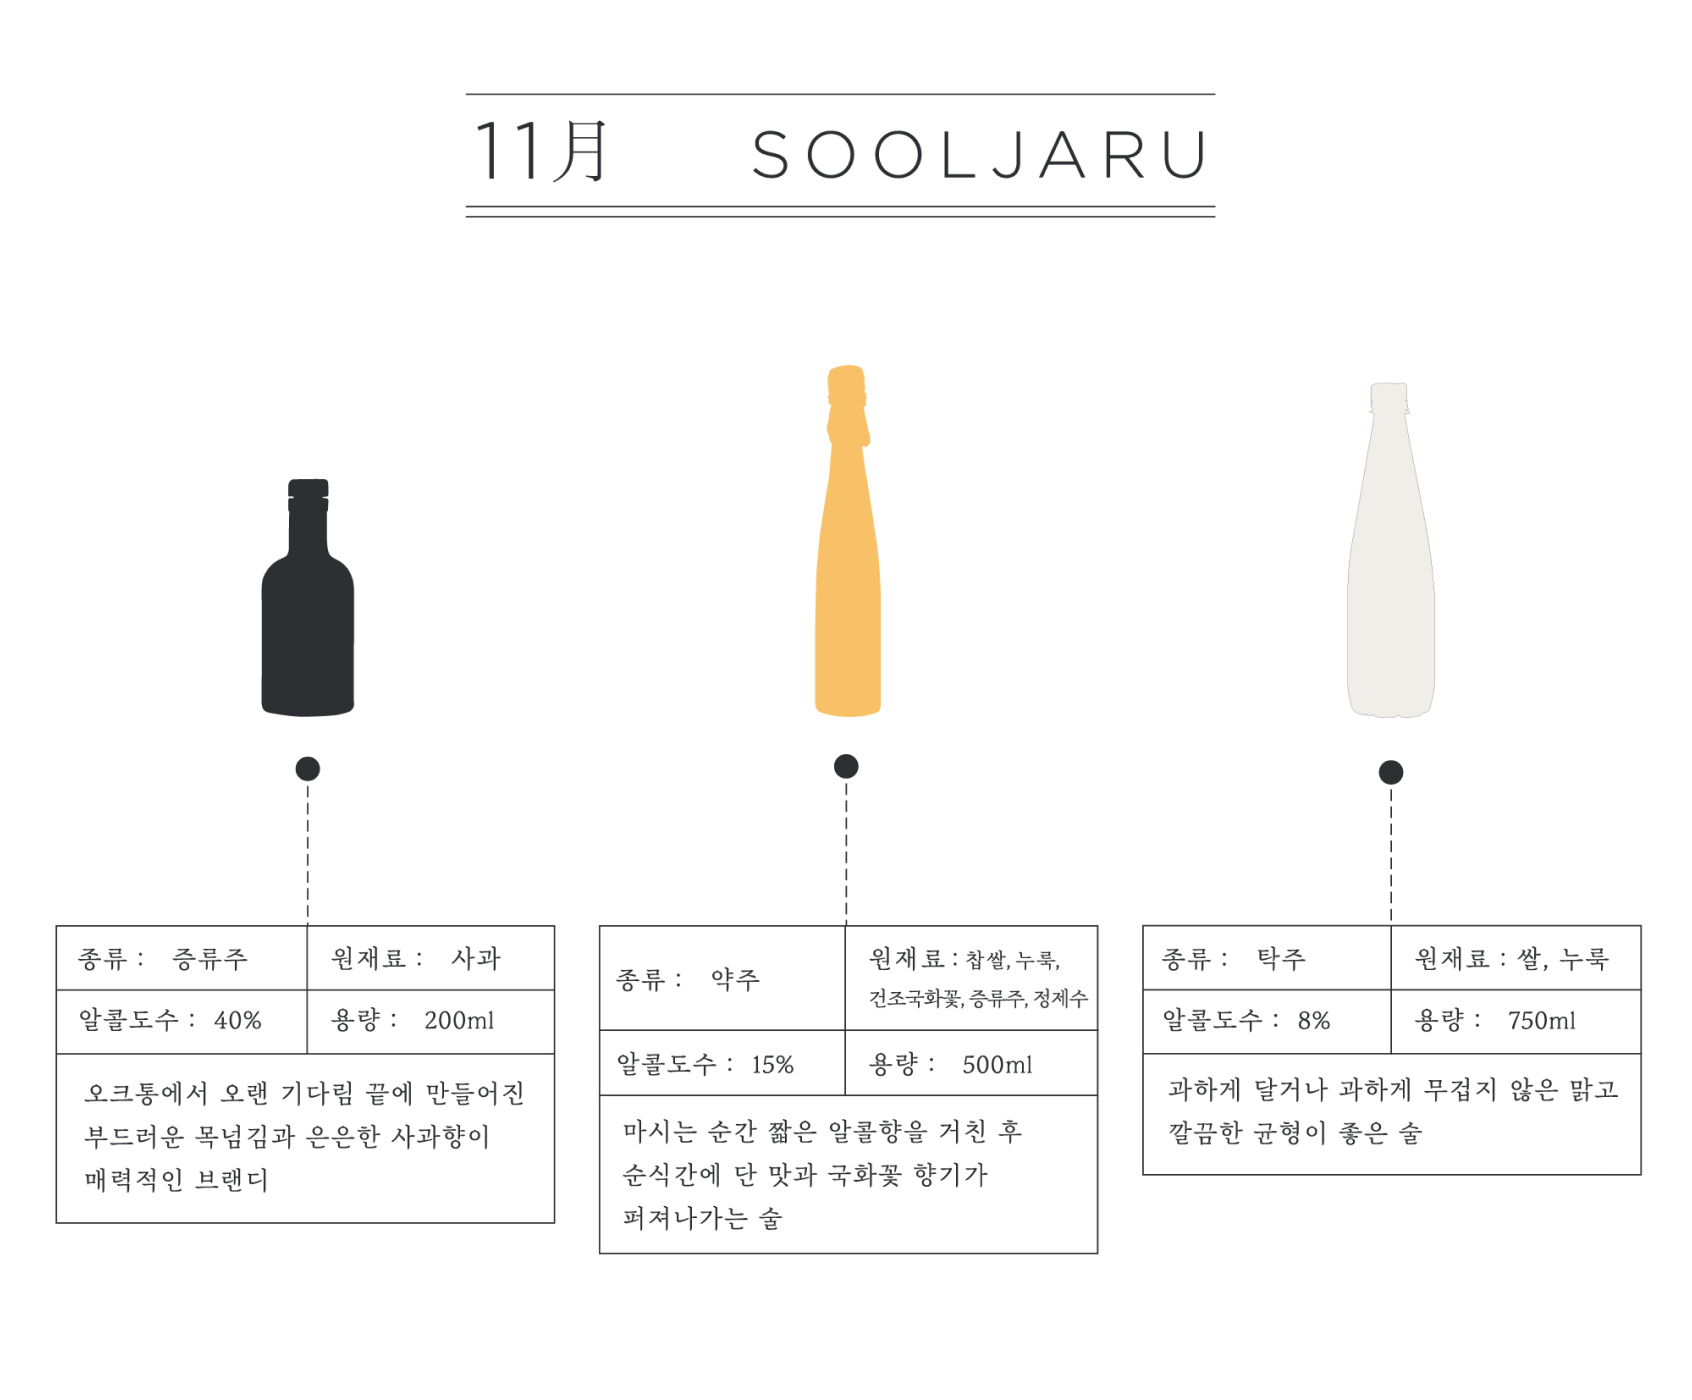 11月 SOOLJARU
종류 : 증류주
원재료 : 사과
알콜도수 : 40%
용량 : 200ml
오크통에서 오랜 기다림 끝에 만들어진
부드러운 목넘김과 은은한 사과향이
매력적인 브랜디
종류 : 약주
원재료 : 찹쌀, 누룩,
건조국화꽃, 증류주, 정제수
알콜도수 : 15%
용량 : 500ml
마시는 순간 짧은 알콜향을 거친 후
순식간에 단 맛과 국화꽃 향기가
퍼져나가는 술
종류 : 탁주
원재료 : 쌀, 누룩
알콜도수 : 8%
용량 : 750ml
과하게 달거나 과하게 무겁지 않은 맑고
깔끔한 균형이 좋은 술